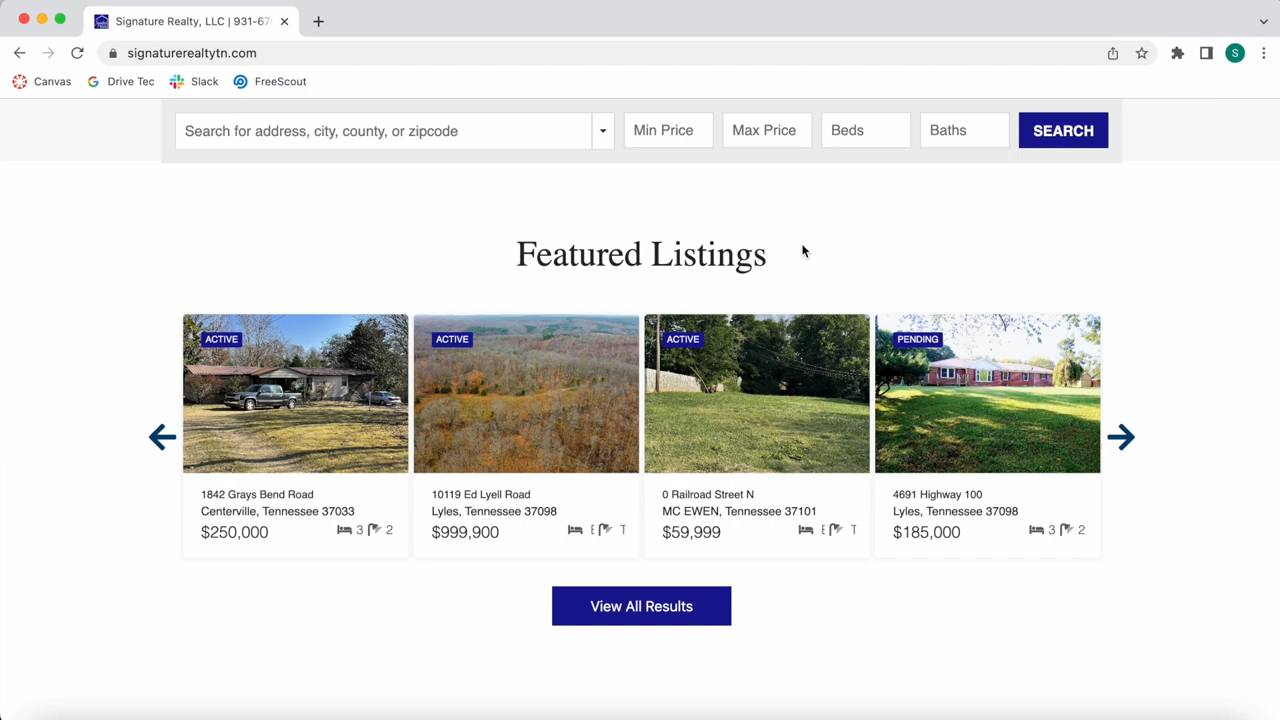 Signature Realty, LLC | 931-67
signaturerealtytn.com
S
Canvas
Drive Tec
Slack
FreeScout
Search for address, city, county, or zipcode
Min Price
Max Price
Beds
Baths
SEARCH
Featured Listings
ACTIVE
ACTIVE
ACTIVE
PENDING
1842 Grays Bend Road
Centerville, Tennessee 37033
$250,000 3 2
10119 Ed Lyell Road
Lyles, Tennessee 37098
$999,900 E T
0 Railroad Street N
MC EWEN, Tennessee 37101
$59,999 E T
4691 Highway 100
Lyles, Tennessee 37098
$185,000 3 2
View All Results